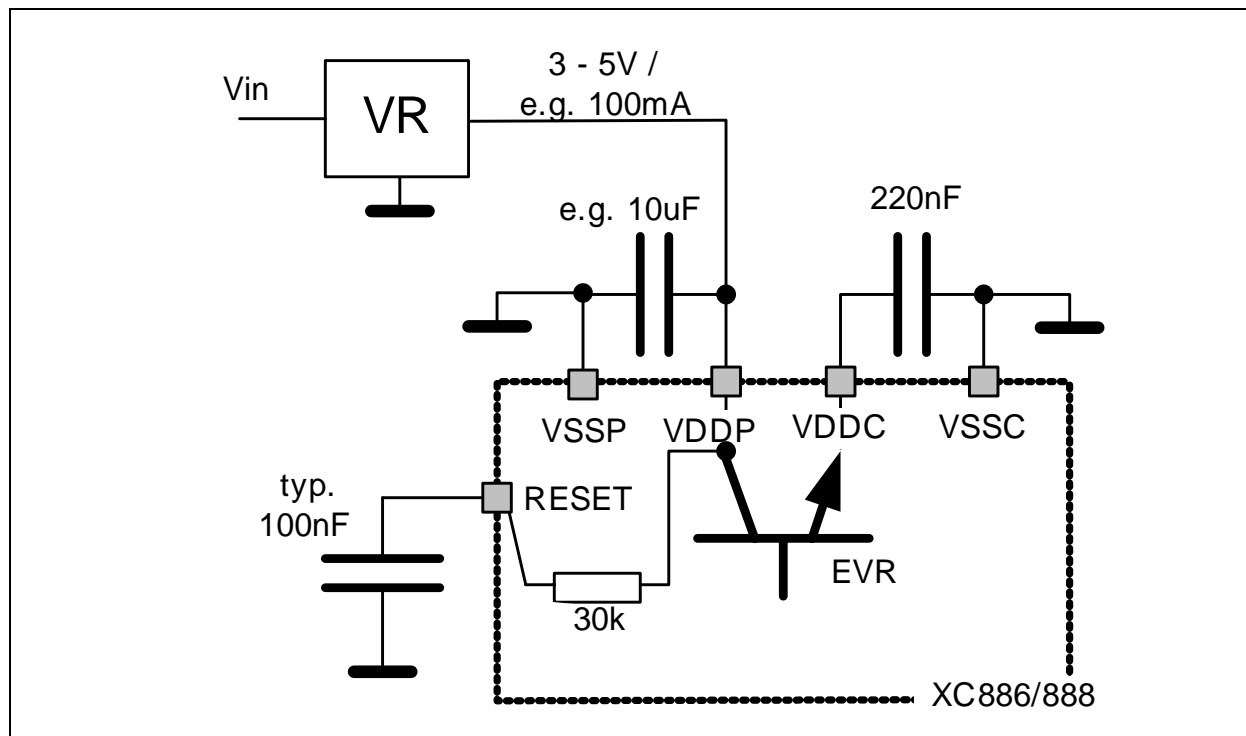 3 - 5V /
Vin
VR
e.g. 100mA
e.g. 10uF
220nF
VSSP
VDDP
VDDC
VSSC
typ.
100nF
RESET
EVR
30k
XC886/888